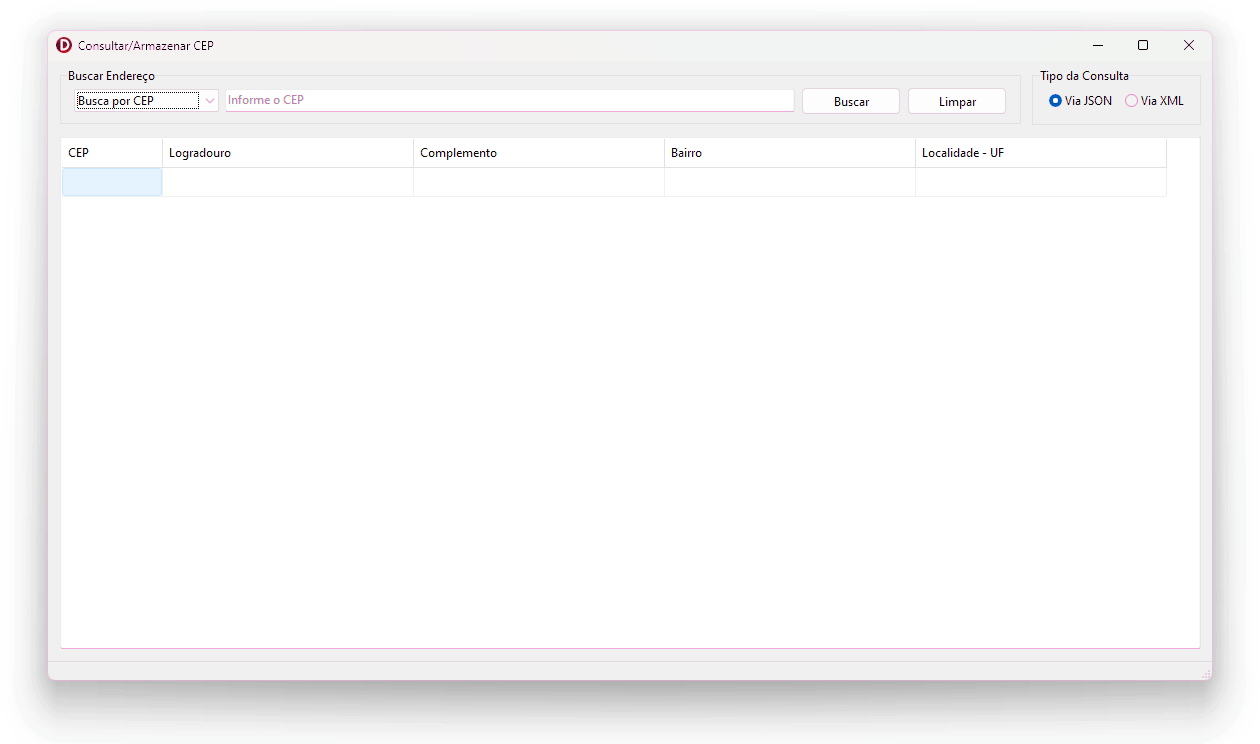 Consultar/Armazenar CEP
Buscar Endereço
Tipo da Consulta
Busca por CEP
Informe o CEP
Buscar
Limpar
Via JSON
Via XML
CEP
Logradouro
Complemento
Bairro
Localidade - UF